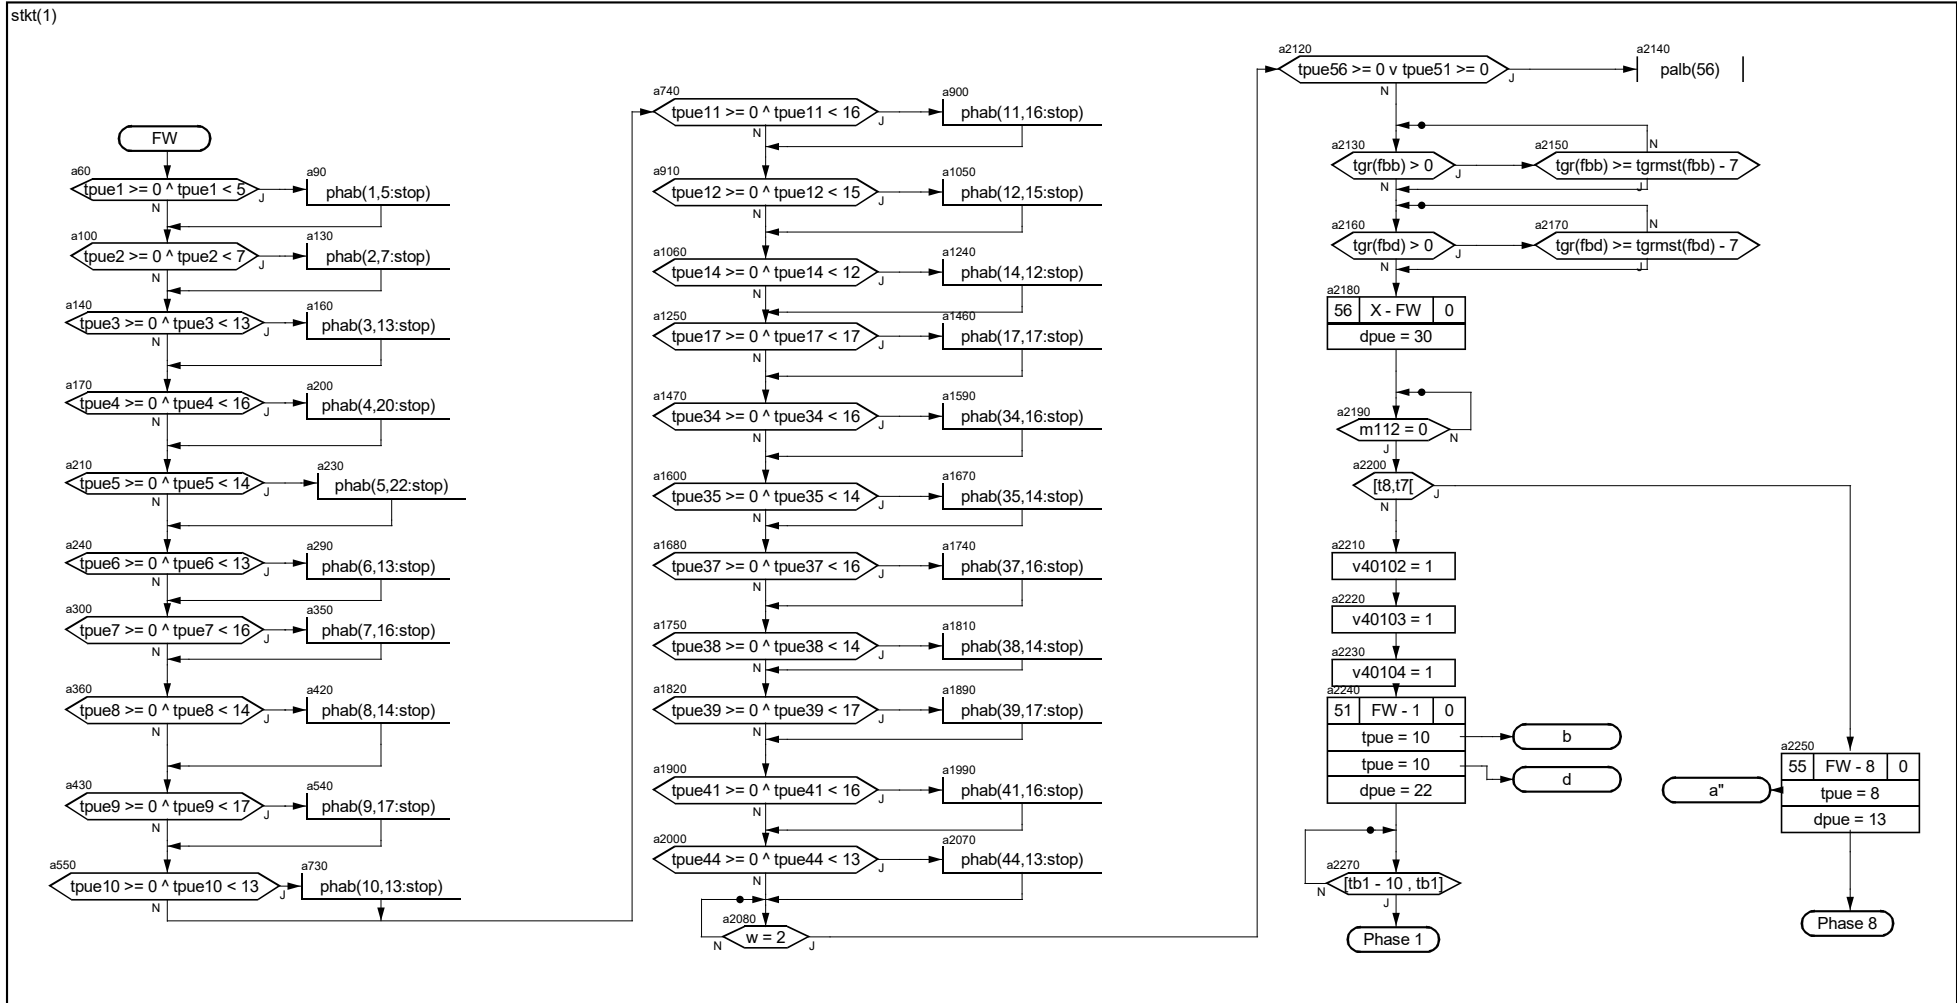 stkt(1)
FW
a60
tpue1 >= 0 ^ tpue1 < 5
J
N
a90
phab(1,5:stop)
a100
tpue2 >= 0 ^ tpue2 < 7
J
N
a130
phab(2,7:stop)
a140
tpue3 >= 0 ^ tpue3 < 13
J
N
a160
phab(3,13:stop)
a170
tpue4 >= 0 ^ tpue4 < 16
J
N
a200
phab(4,20:stop)
a210
tpue5 >= 0 ^ tpue5 < 14
J
N
a230
phab(5,22:stop)
a240
tpue6 >= 0 ^ tpue6 < 13
J
N
a290
phab(6,13:stop)
a300
tpue7 >= 0 ^ tpue7 < 16
J
N
a350
phab(7,16:stop)
a360
tpue8 >= 0 ^ tpue8 < 14
J
N
a420
phab(8,14:stop)
a430
tpue9 >= 0 ^ tpue9 < 17
J
N
a540
phab(9,17:stop)
a550
tpue10 >= 0 ^ tpue10 < 13
J
N
a730
phab(10,13:stop)
a740
tpue11 >= 0 ^ tpue11 < 16
J
N
a900
phab(11,16:stop)
a910
tpue12 >= 0 ^ tpue12 < 15
J
N
a1050
phab(12,15:stop)
a1060
tpue14 >= 0 ^ tpue14 < 12
J
N
a1240
phab(14,12:stop)
a1250
tpue17 >= 0 ^ tpue17 < 17
J
N
a1460
phab(17,17:stop)
a1470
tpue34 >= 0 ^ tpue34 < 16
J
N
a1590
phab(34,16:stop)
a1600
tpue35 >= 0 ^ tpue35 < 14
J
N
a1670
phab(35,14:stop)
a1680
tpue37 >= 0 ^ tpue37 < 16
J
N
a1740
phab(37,16:stop)
a1750
tpue38 >= 0 ^ tpue38 < 14
J
N
a1810
phab(38,14:stop)
a1820
tpue39 >= 0 ^ tpue39 < 17
J
N
a1890
phab(39,17:stop)
a1900
tpue41 >= 0 ^ tpue41 < 16
J
N
a1990
phab(41,16:stop)
a2000
tpue44 >= 0 ^ tpue44 < 13
J
N
a2070
phab(44,13:stop)
a2080
w = 2
N
J
a2120
tpue56 >= 0 v tpue51 >= 0
J
N
a2140
palb(56)
a2130
tgr(fbb) > 0
J
N
a2150
N
tgr(fbb) >= tgrmst(fbb) - 7
J
a2160
tgr(fbd) > 0
J
N
a2170
N
tgr(fbd) >= tgrmst(fbd) - 7
J
a2180
56 X - FW 0
dpue = 30
a2190
m112 = 0
N
J
a2200
[t8,t7[
J
N
a2210
v40102 = 1
a2220
v40103 = 1
a2230
v40104 = 1
a2240
51 FW - 1 0
tpue = 10
b
tpue = 10
d
dpue = 22
a2270
[tb1 - 10 , tb1]
N
J
Phase 1
a2250
55 FW - 8 0
a"
tpue = 8
dpue = 13
Phase 8